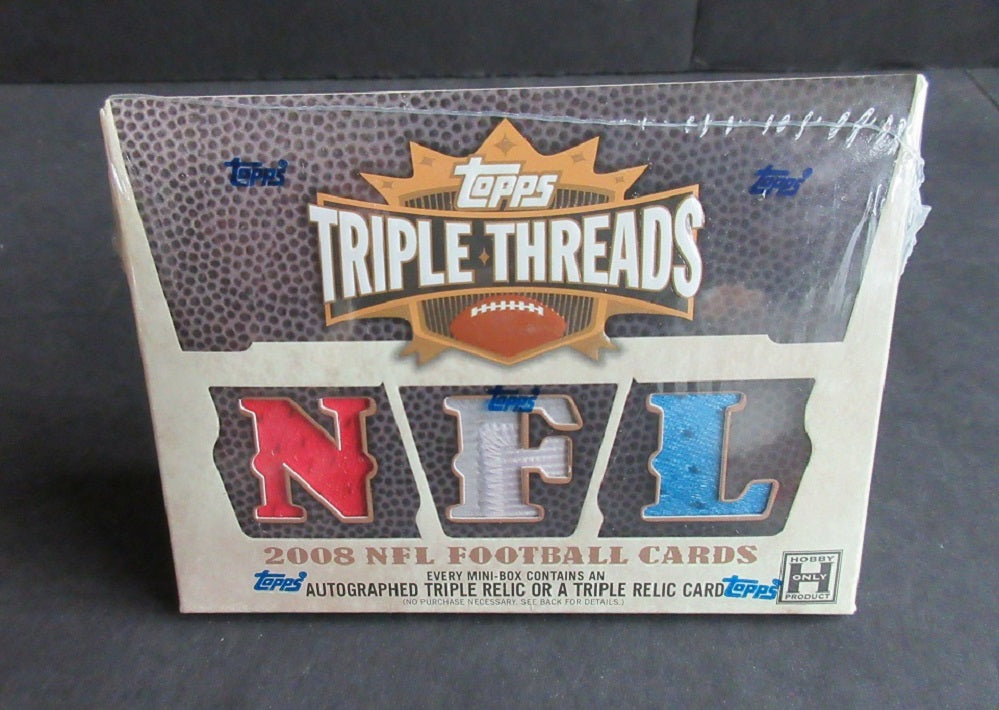 Topps Topps
Topps
TRIPLE THREADS
Topps
NFL
2008 NFL FOOTBALL CARDS
EVERY MINI-BOX CONTAINS AN
Topps AUTOGRAPHED TRIPLE RELIC OR A TRIPLE RELIC CARD Topps
(NO PURCHASE NECESSARY. SEE BACK FOR DETAILS.)
HOBBY
H
ONLY
PRODUCT